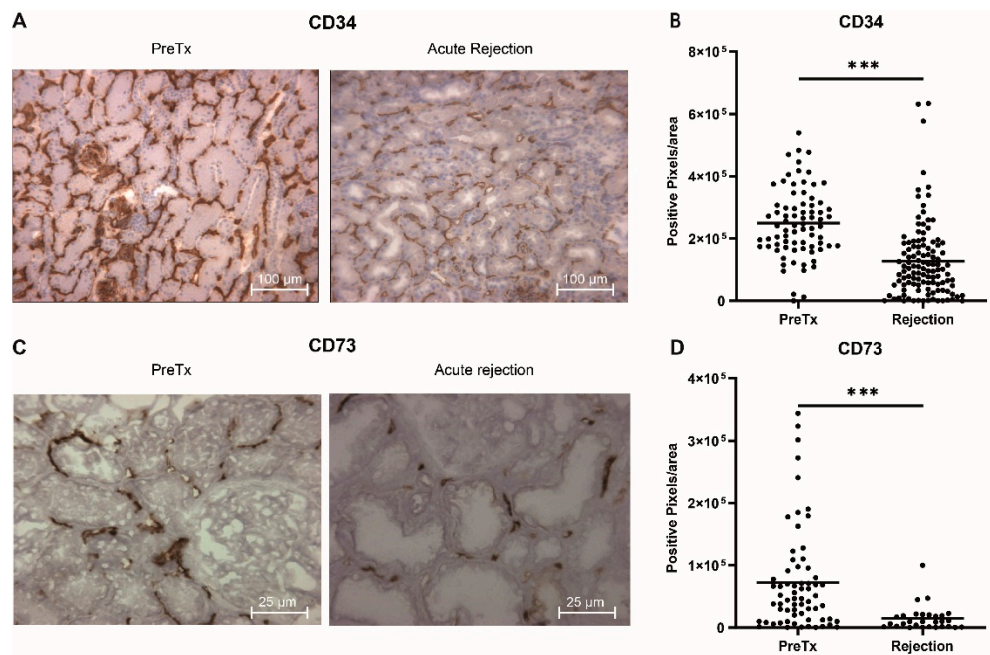 A
CD34
PreTx
Acute Rejection
100 µm
100 µm
B
CD34
Positive Pixels/area
8×10⁵
6×10⁵
4×10⁵
2×10⁵
0
***
PreTx
Rejection
C
CD73
PreTx
Acute rejection
25 µm
25 µm
D
CD73
Positive Pixels/area
4×10⁵
3×10⁵
2×10⁵
1×10⁵
0
***
PreTx
Rejection